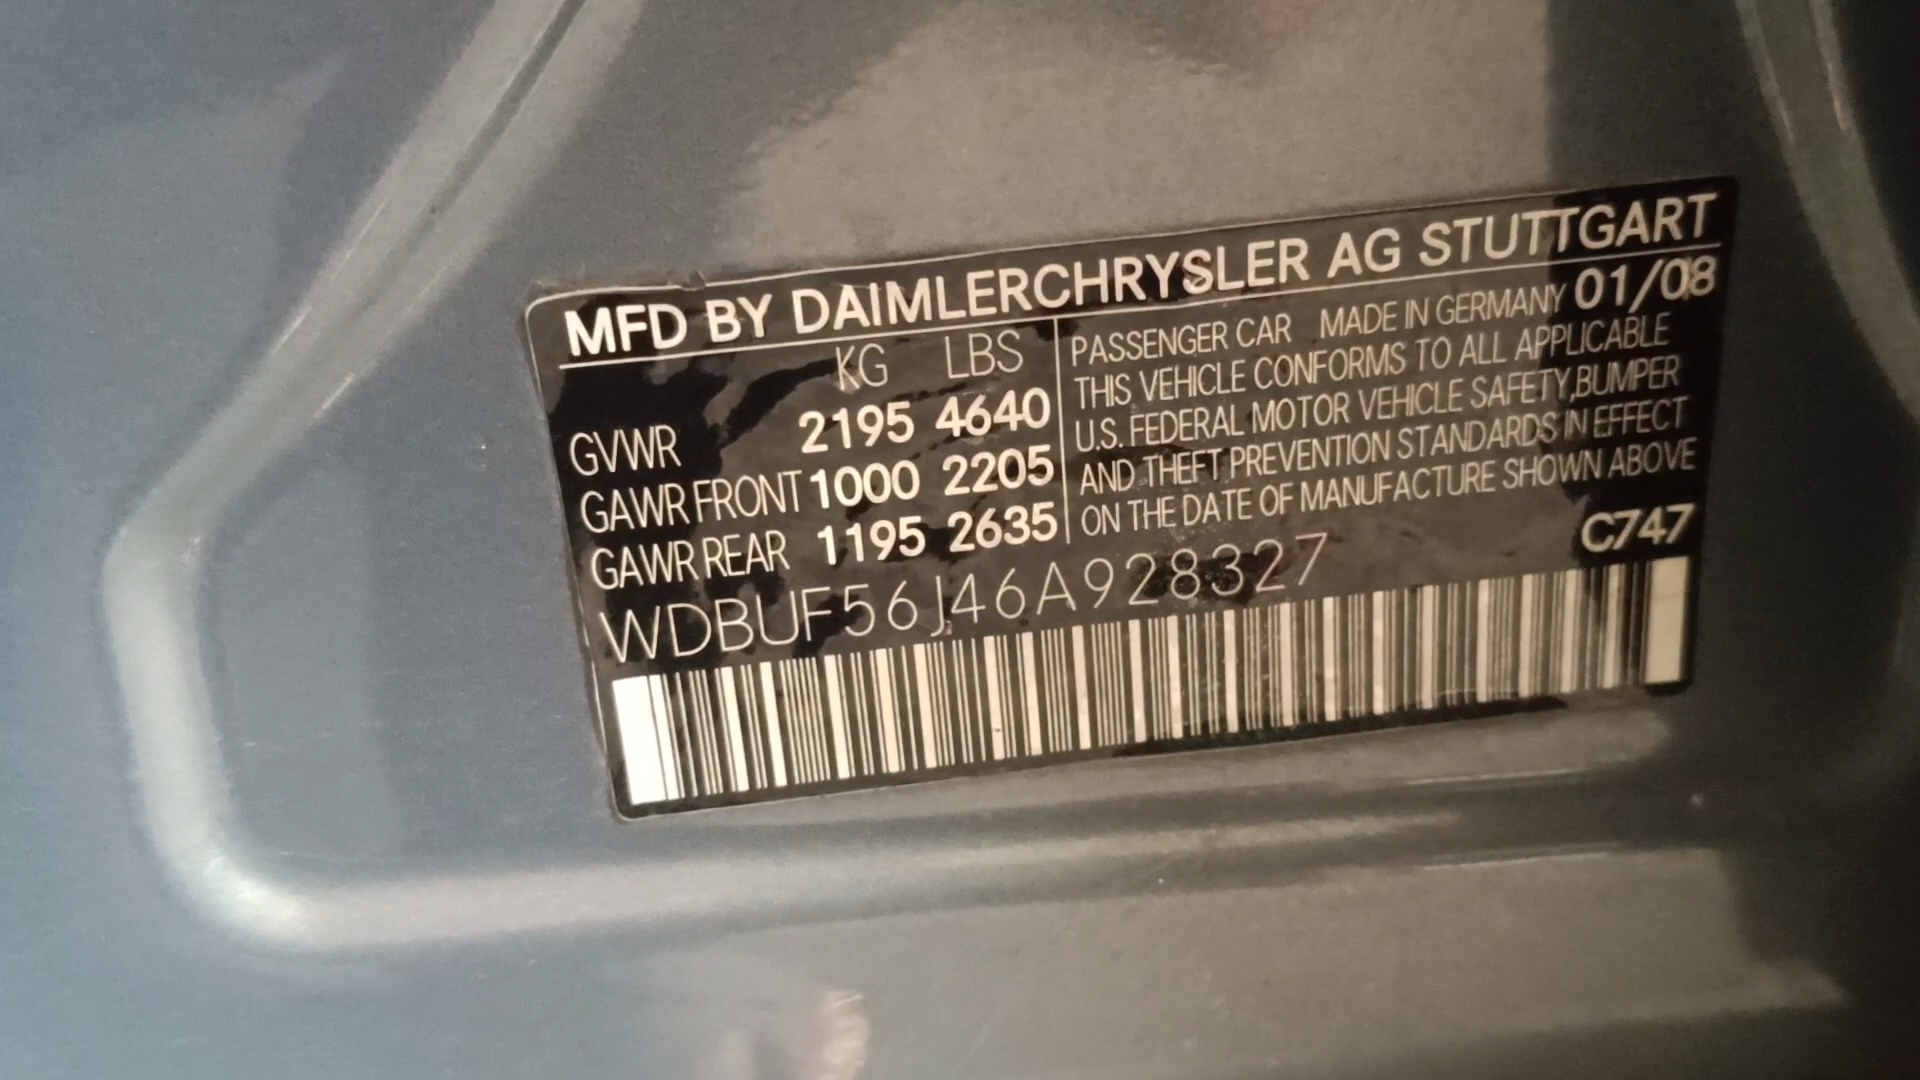 MFD BY DAIMLERCHRYSLER AG STUTTGART
KG LBS
GVWR 2195 4640
GAWR FRONT 1000 2205
GAWR REAR 1195 2635
PASSENGER CAR MADE IN GERMANY 01/08
THIS VEHICLE CONFORMS TO ALL APPLICABLE
U.S. FEDERAL MOTOR VEHICLE SAFETY,BUMPER
AND THEFT PREVENTION STANDARDS IN EFFECT
ON THE DATE OF MANUFACTURE SHOWN ABOVE
C747
WDBUF56J46A928327